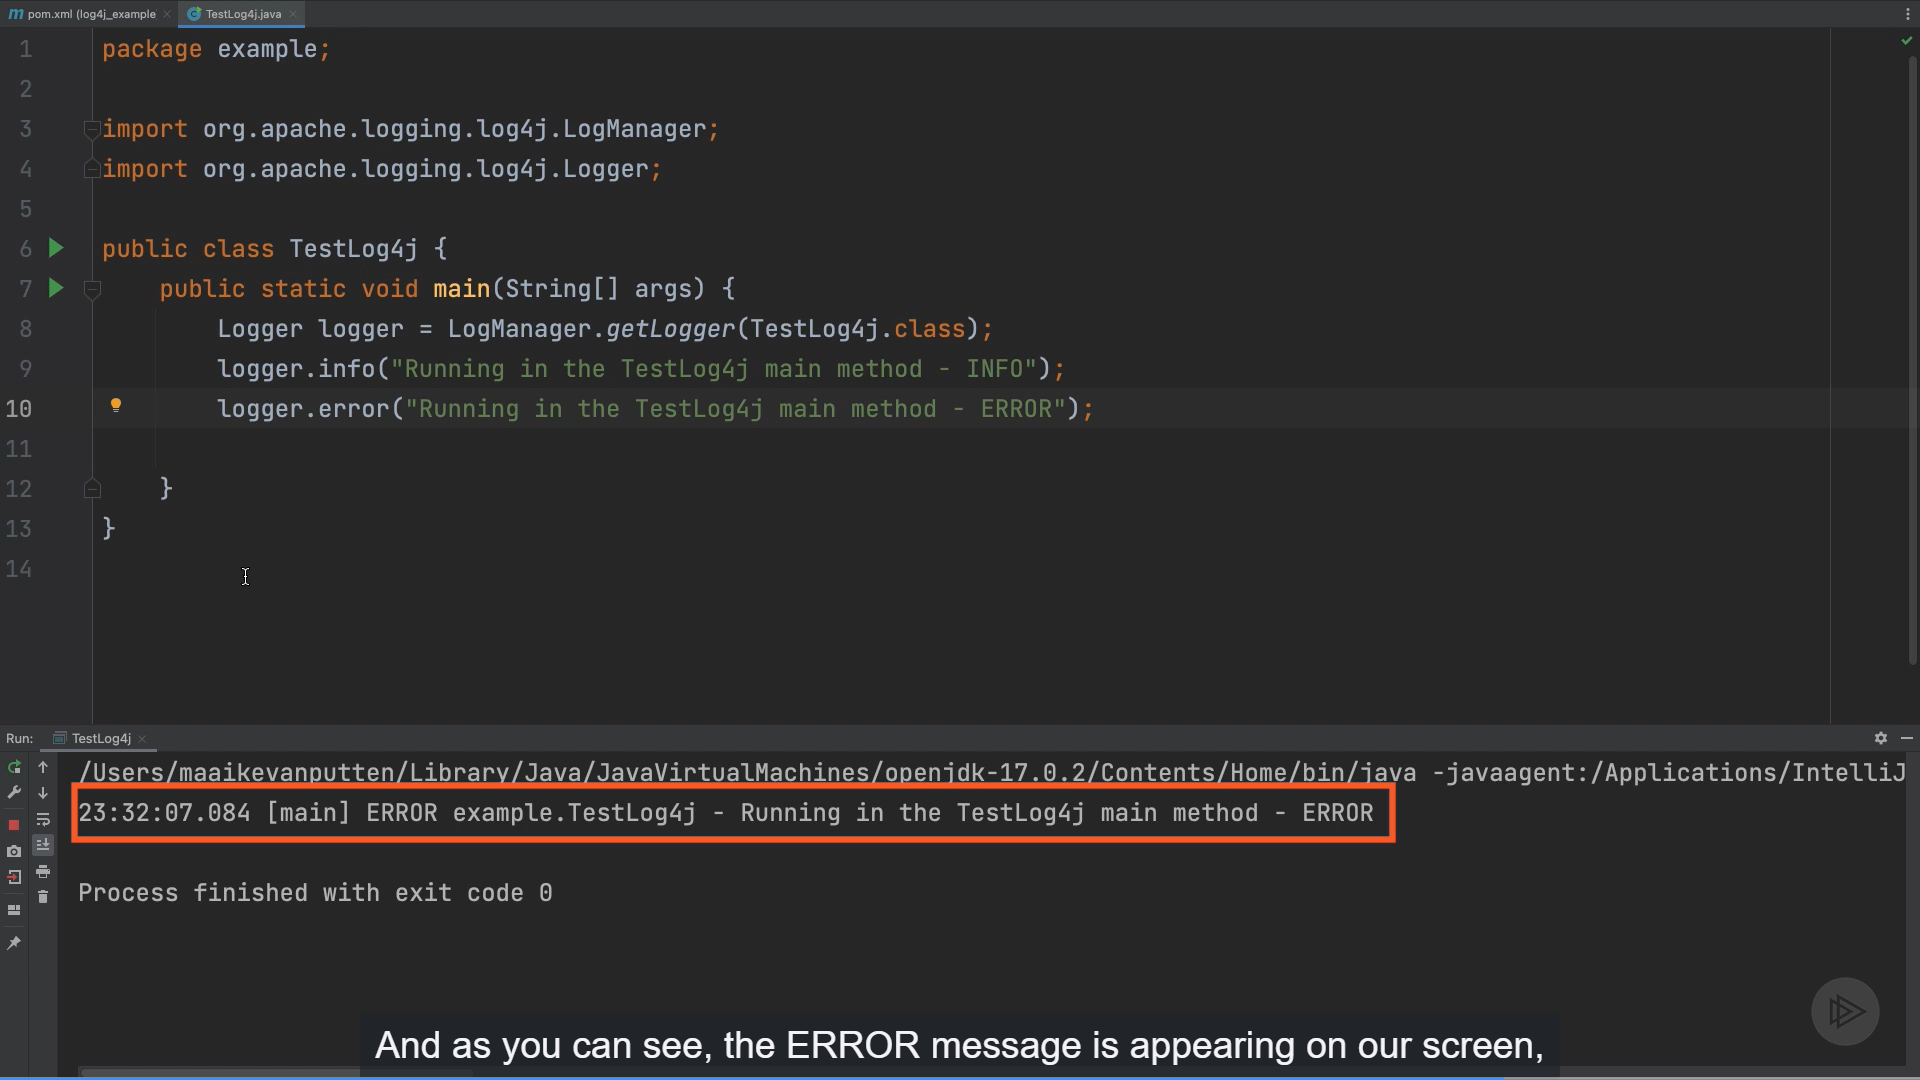 pom.xml (log4j_example
TestLog4j.java
1 package example;
2
3 import org.apache.logging.log4j.LogManager;
4 import org.apache.logging.log4j.Logger;
5
6 public class TestLog4j {
7 public static void main(String[] args) {
8 Logger logger = LogManager.getLogger(TestLog4j.class);
9 logger.info("Running in the TestLog4j main method - INFO");
10 logger.error("Running in the TestLog4j main method - ERROR");
11
12 }
13 }
14
Run: TestLog4j
/Users/maaikevanputten/Library/Java/JavaVirtualMachines/openjdk-17.0.2/Contents/Home/bin/java -javaagent:/Applications/IntelliJ
23:32:07.084 [main] ERROR example.TestLog4j - Running in the TestLog4j main method - ERROR
Process finished with exit code 0
And as you can see, the ERROR message is appearing on our screen,